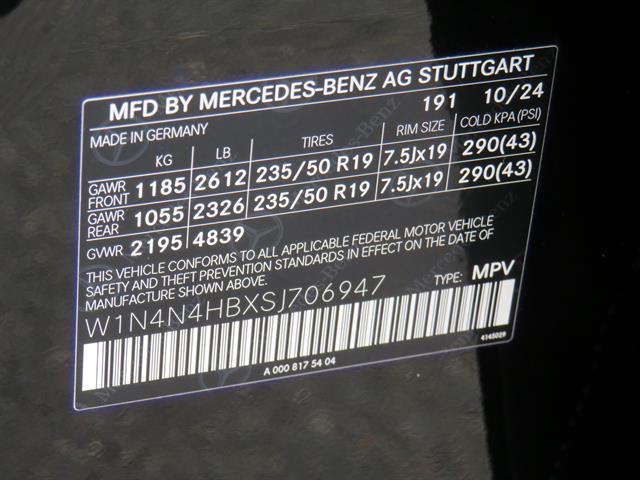 MFD BY MERCEDES-BENZ AG STUTTGART
MADE IN GERMANY 191 10/24
KG LB TIRES RIM SIZE COLD KPA (PSI)
GAWR FRONT 1185 2612 235/50 R19 7.5Jx19 290(43)
GAWR REAR 1055 2326 235/50 R19 7.5Jx19 290(43)
GVWR 2195 4839
THIS VEHICLE CONFORMS TO ALL APPLICABLE FEDERAL MOTOR VEHICLE
SAFETY AND THEFT PREVENTION STANDARDS IN EFFECT ON THE DATE OF
MANUFACTURE SHOWN ABOVE.
W1N4N4HBXSJ706947 TYPE: MPV
A 000 817 54 04 4145029